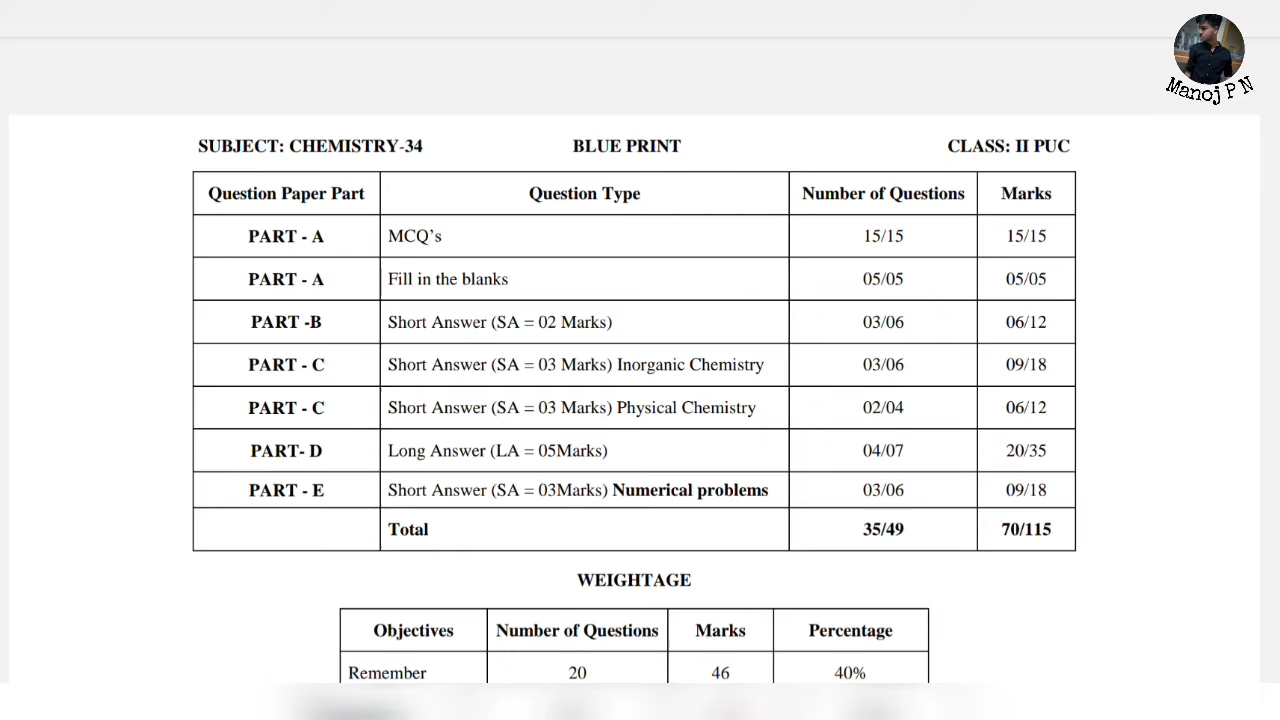 Manoj P N
SUBJECT: CHEMISTRY-34 BLUE PRINT CLASS: II PUC
Question Paper Part Question Type Number of Questions Marks
PART - A MCQ’s 15/15 15/15
PART - A Fill in the blanks 05/05 05/05
PART -B Short Answer (SA = 02 Marks) 03/06 06/12
PART - C Short Answer (SA = 03 Marks) Inorganic Chemistry 03/06 09/18
PART - C Short Answer (SA = 03 Marks) Physical Chemistry 02/04 06/12
PART- D Long Answer (LA = 05Marks) 04/07 20/35
PART - E Short Answer (SA = 03Marks) Numerical problems 03/06 09/18
Total 35/49 70/115
WEIGHTAGE
Objectives Number of Questions Marks Percentage
Remember 20 46 40%